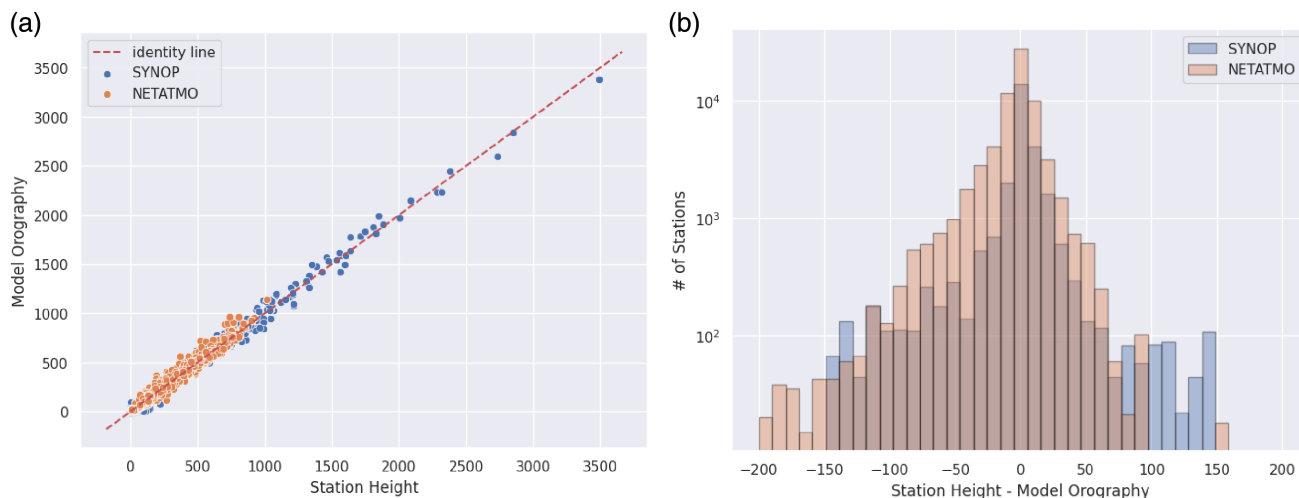 (a)
identity line
SYNOP
NETATMO
3500
3000
2500
2000
1500
1000
500
0
Model Orography
0 500 1000 1500 2000 2500 3000 3500
Station Height
(b)
SYNOP
NETATMO
10⁴
10³
10²
# of Stations
−200 −150 −100 −50 0 50 100 150 200
Station Height - Model Orography